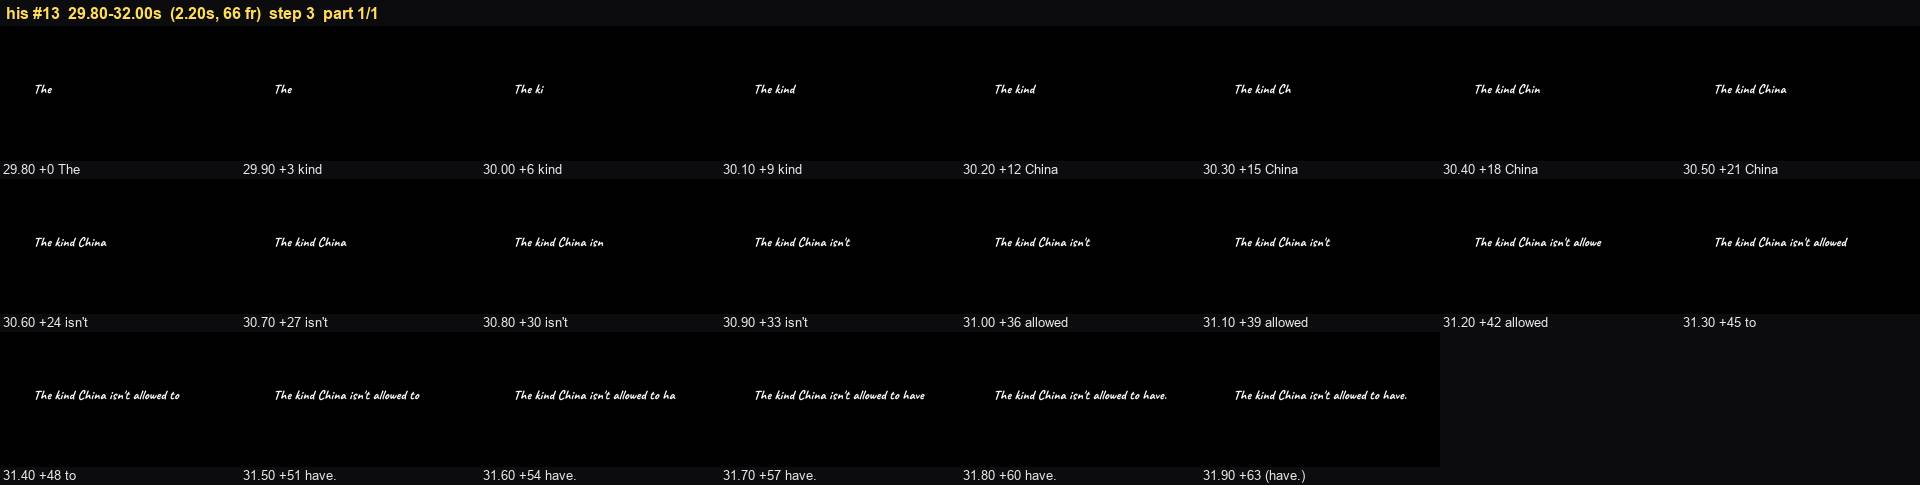 his #13 29.80-32.00s (2.20s, 66 fr) step 3 part 1/1
The
The
The ki
The kind
The kind
The kind Ch
The kind Chin
The kind China
29.80 +0 The
29.90 +3 kind
30.00 +6 kind
30.10 +9 kind
30.20 +12 China
30.30 +15 China
30.40 +18 China
30.50 +21 China
The kind China
The kind China
The kind China isn
The kind China isn't
The kind China isn't
The kind China isn't
The kind China isn't allowe
The kind China isn't allowed
30.60 +24 isn't
30.70 +27 isn't
30.80 +30 isn't
30.90 +33 isn't
31.00 +36 allowed
31.10 +39 allowed
31.20 +42 allowed
31.30 +45 to
The kind China isn't allowed to
The kind China isn't allowed to
The kind China isn't allowed to ha
The kind China isn't allowed to have
The kind China isn't allowed to have.
The kind China isn't allowed to have.
31.40 +48 to
31.50 +51 have.
31.60 +54 have.
31.70 +57 have.
31.80 +60 have.
31.90 +63 (have.)